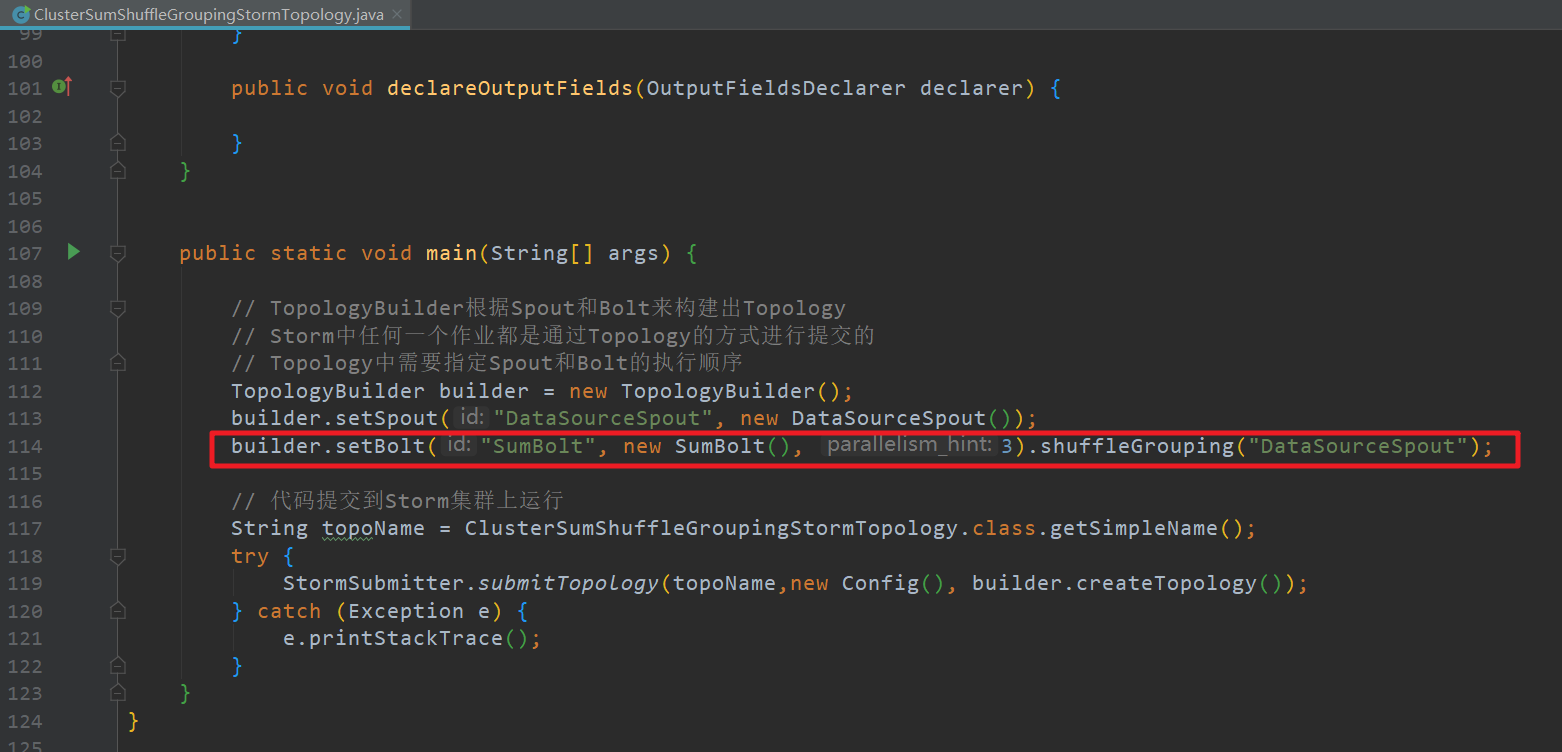 ClusterSumShuffleGroupingStormTopology.java
99 }
100
101 public void declareOutputFields(OutputFieldsDeclarer declarer) {
102
103 }
104 }
105
106
107 public static void main(String[] args) {
108
109 // TopologyBuilder根据Spout和Bolt来构建出Topology
110 // Storm中任何一个作业都是通过Topology的方式进行提交的
111 // Topology中需要指定Spout和Bolt的执行顺序
112 TopologyBuilder builder = new TopologyBuilder();
113 builder.setSpout( id: "DataSourceSpout", new DataSourceSpout());
114 builder.setBolt( id: "SumBolt", new SumBolt(), parallelism_hint: 3).shuffleGrouping("DataSourceSpout");
115
116 // 代码提交到Storm集群上运行
117 String topoName = ClusterSumShuffleGroupingStormTopology.class.getSimpleName();
118 try {
119 StormSubmitter.submitTopology(topoName,new Config(), builder.createTopology());
120 } catch (Exception e) {
121 e.printStackTrace();
122 }
123 }
124 }
125